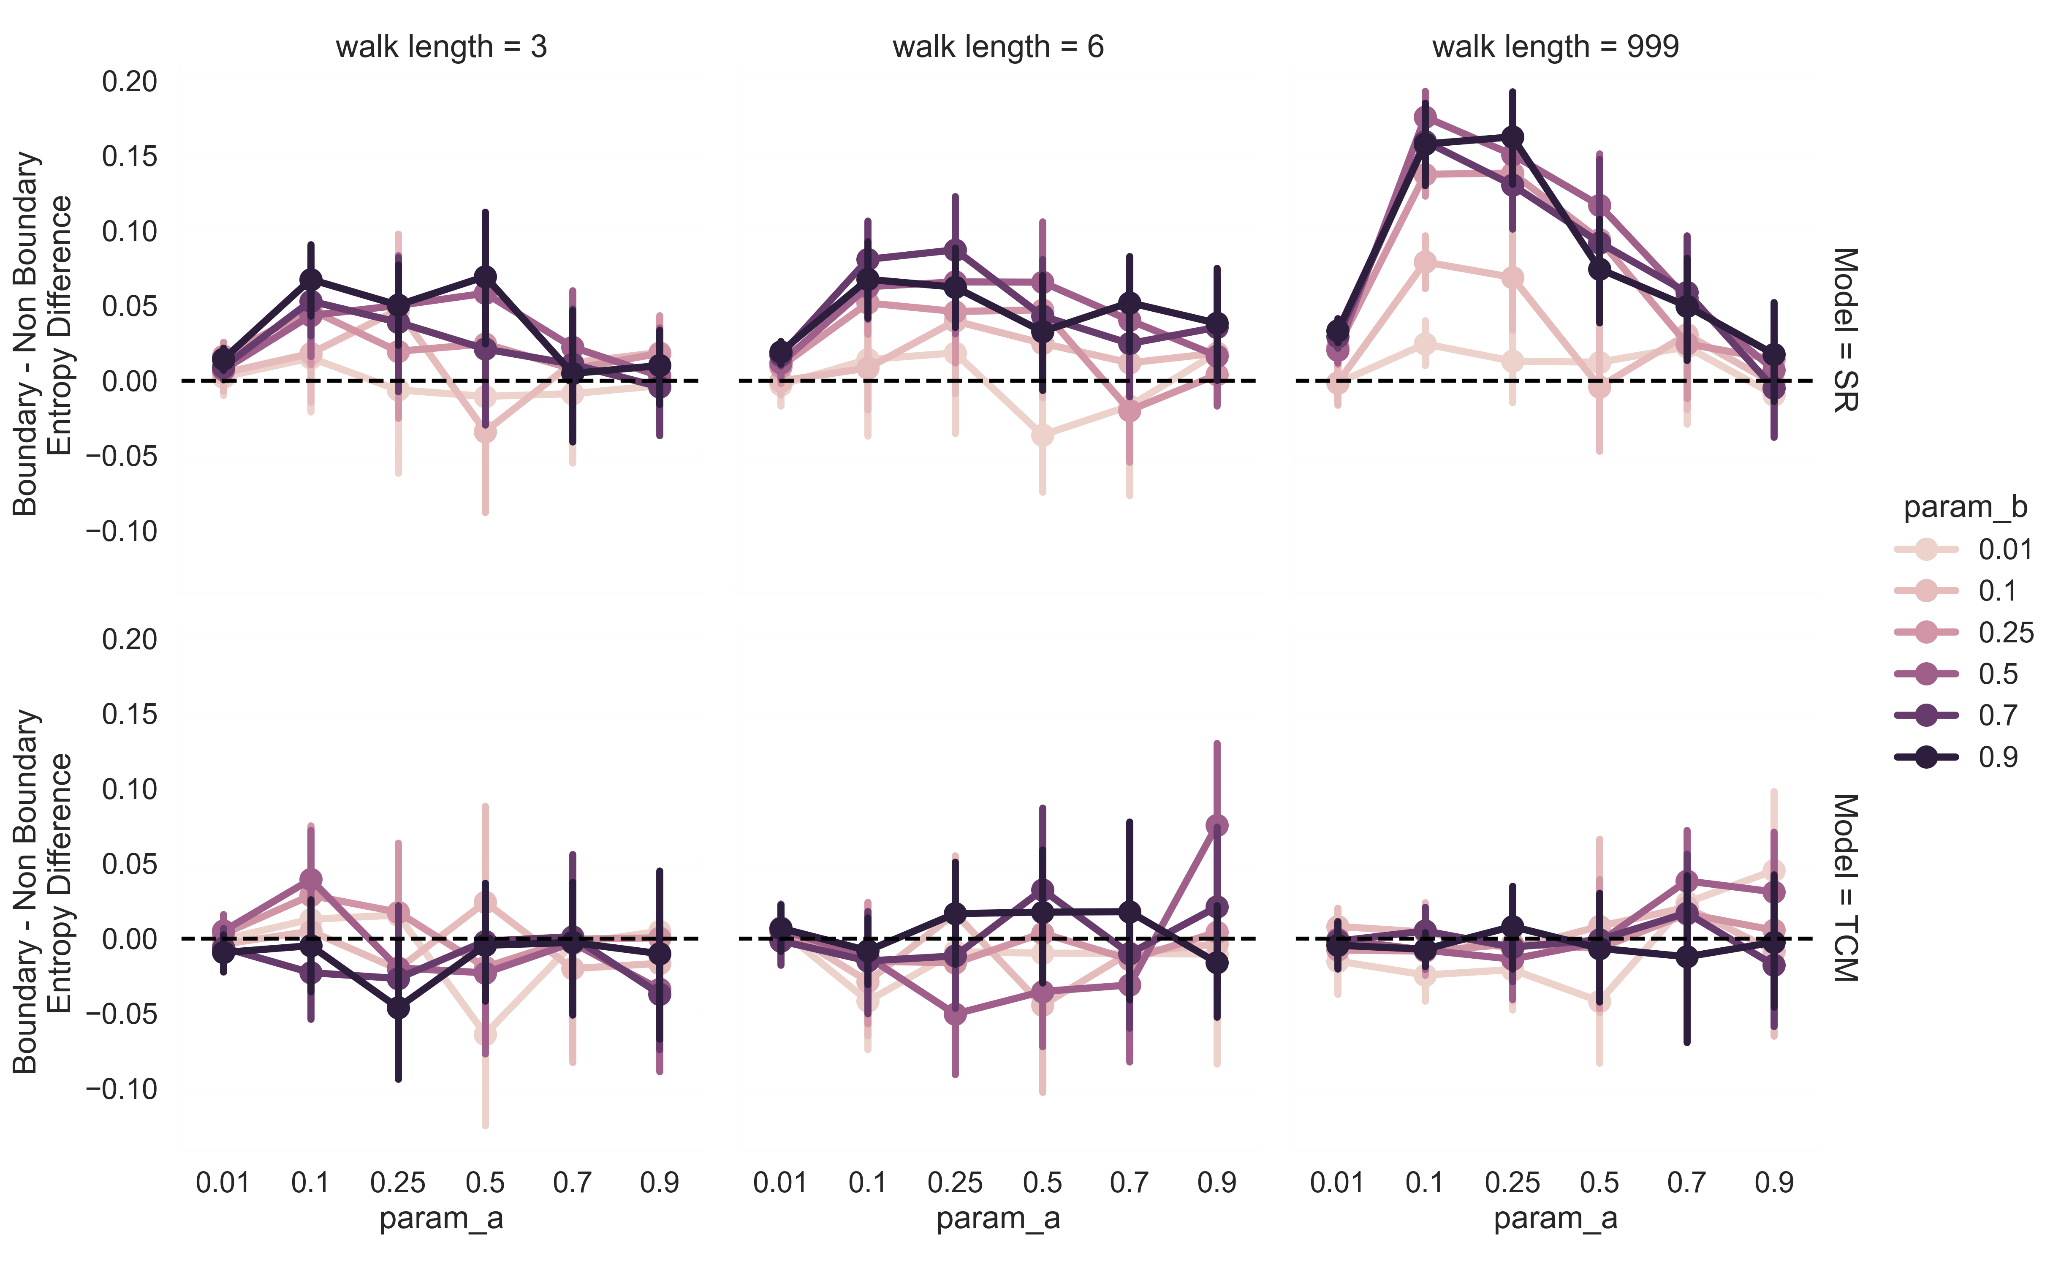 walk length = 3
walk length = 6
walk length = 999
Boundary - Non Boundary
Entropy Difference
0.20
0.15
0.10
0.05
0.00
−0.05
−0.10
Model = SR
Boundary - Non Boundary
Entropy Difference
0.20
0.15
0.10
0.05
0.00
−0.05
−0.10
Model = TCM
0.01 0.1 0.25 0.5 0.7 0.9
param_a
0.01 0.1 0.25 0.5 0.7 0.9
param_a
0.01 0.1 0.25 0.5 0.7 0.9
param_a
param_b
0.01
0.1
0.25
0.5
0.7
0.9